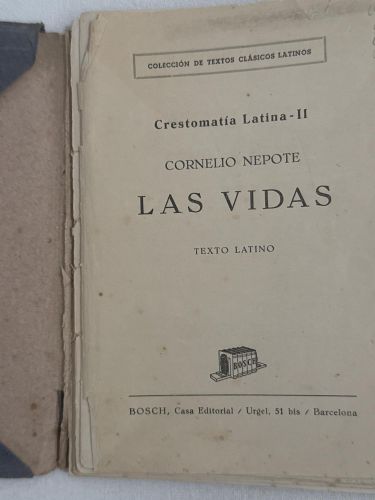 COLECCIÓN DE TEXTOS CLÁSICOS LATINOS
Crestomatía Latina - II
CORNELIO NEPOTE
LAS VIDAS
TEXTO LATINO
BOSCH
BOSCH, Casa Editorial / Urgel, 51 bis / Barcelona